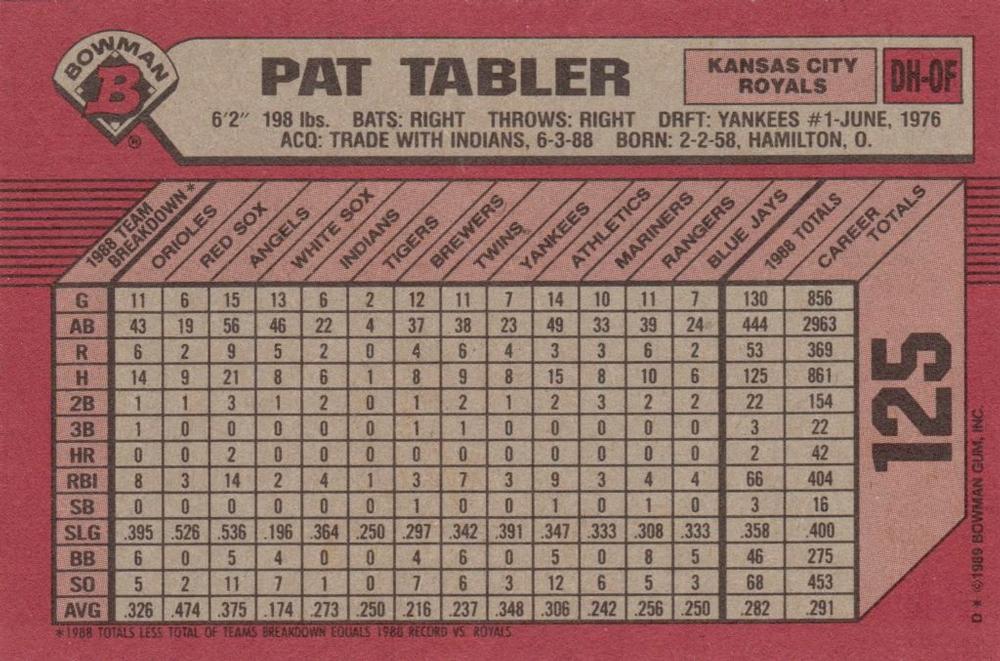 BOWMAN
B
®
PAT TABLER
KANSAS CITY
ROYALS
DH-OF
6'2" 198 lbs. BATS: RIGHT THROWS: RIGHT DRFT: YANKEES #1-JUNE, 1976
ACQ: TRADE WITH INDIANS, 6-3-88 BORN: 2-2-58, HAMILTON, O.
1988 TEAM BREAKDOWN* ORIOLES RED SOX ANGELS WHITE SOX INDIANS TIGERS BREWERS TWINS YANKEES ATHLETICS MARINERS RANGERS BLUE JAYS 1988 TOTALS CAREER TOTALS
G 11 6 15 13 6 2 12 11 7 14 10 11 7 130 856
AB 43 19 56 46 22 4 37 38 23 49 33 39 24 444 2963
R 6 2 9 5 2 0 4 6 4 3 3 6 2 53 369
H 14 9 21 8 6 1 8 9 8 15 8 10 6 125 861
2B 1 1 3 1 2 0 1 2 1 2 3 2 2 22 154
3B 1 0 0 0 0 0 1 1 0 0 0 0 0 3 22
HR 0 0 2 0 0 0 0 0 0 0 0 0 0 2 42
RBI 8 3 14 2 4 1 3 7 3 9 3 4 4 66 404
SB 0 0 0 0 0 0 1 0 0 1 0 1 0 3 16
SLG .395 .526 .536 .196 .364 .250 .297 .342 .391 .347 .333 .308 .333 .358 .400
BB 6 0 5 4 0 0 4 6 0 5 0 8 5 46 275
SO 5 2 11 7 1 0 7 6 3 12 6 5 3 68 453
AVG .326 .474 .375 .174 .273 .250 .216 .237 .348 .306 .242 .256 .250 .282 .291
*1988 TOTALS LESS TOTAL OF TEAMS BREAKDOWN EQUALS 1988 RECORD VS. ROYALS.
125
D* ©1989 BOWMAN GUM, INC.